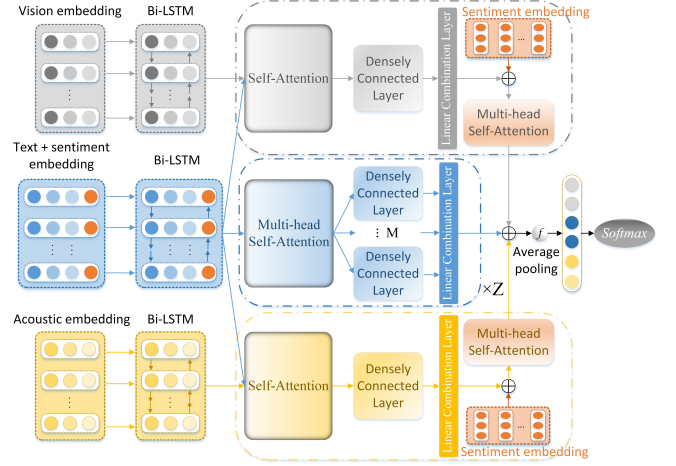 Vision embedding
Bi-LSTM
Sentiment embedding
...
Self-Attention
Densely
Connected
Layer
Linear Combination Layer
Multi-head
Self-Attention
Text + sentiment
embedding
Bi-LSTM
Multi-head
Self-Attention
Densely
Connected
Layer
⋮ M
Densely
Connected
Layer
Linear Combination Layer
f
Average
pooling
Softmax
×Z
Acoustic embedding
Bi-LSTM
Self-Attention
Densely
Connected
Layer
Linear Combination Layer
Multi-head
Self-Attention
...
Sentiment embedding